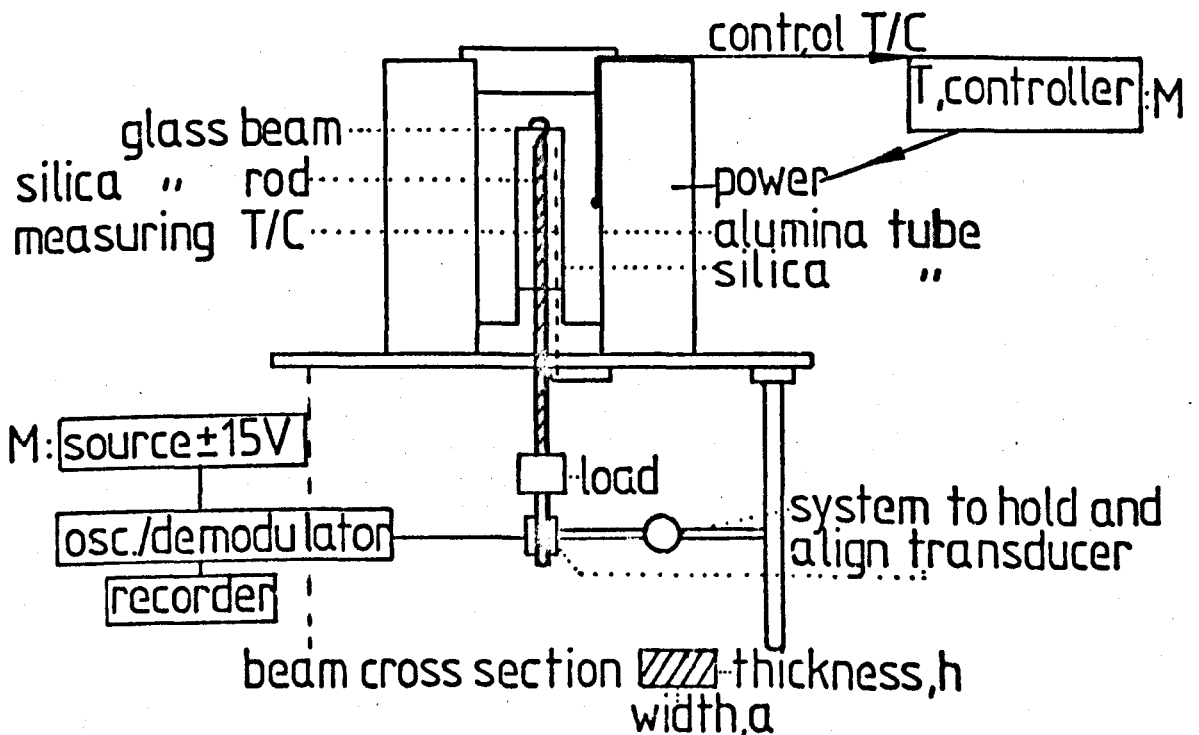 control T/C
T,controller :M
glass beam
silica " rod
power
measuring T/C
alumina tube
silica "
M: source±15V
load
osc./demodulator
system to hold and
align transducer
recorder
beam cross section thickness,h
width,a